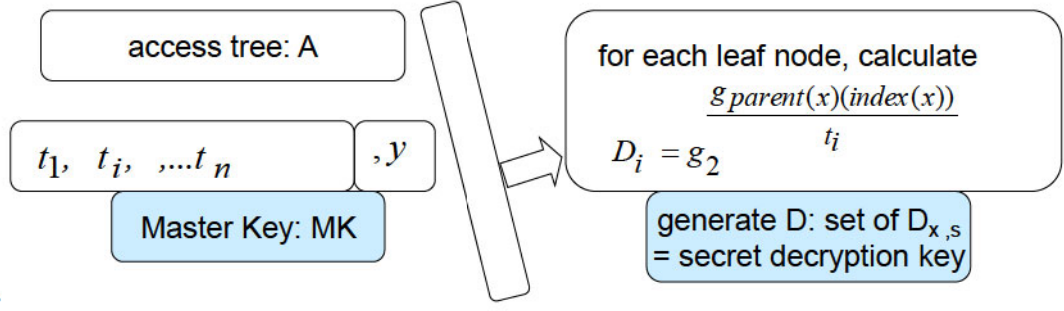 access tree: A
t1, ti, ,...tn , y
Master Key: MK
for each leaf node, calculate
g parent(x)(index(x))
ti
Di = g2
generate D: set of Dx ,s
= secret decryption key